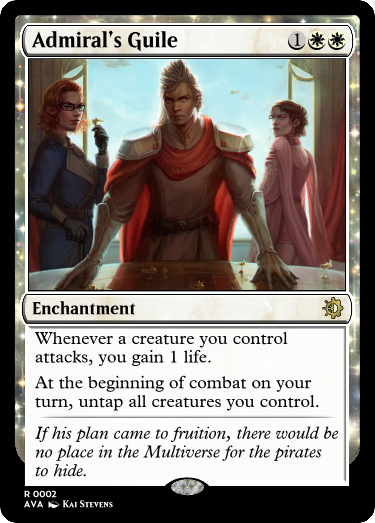 Admiral's Guile 1
Enchantment
Whenever a creature you control
attacks, you gain 1 life.
At the beginning of combat on your
turn, untap all creatures you control.
If his plan came to fruition, there would be
no place in the Multiverse for the pirates
to hide.
R 0002
AVA Kai Stevens